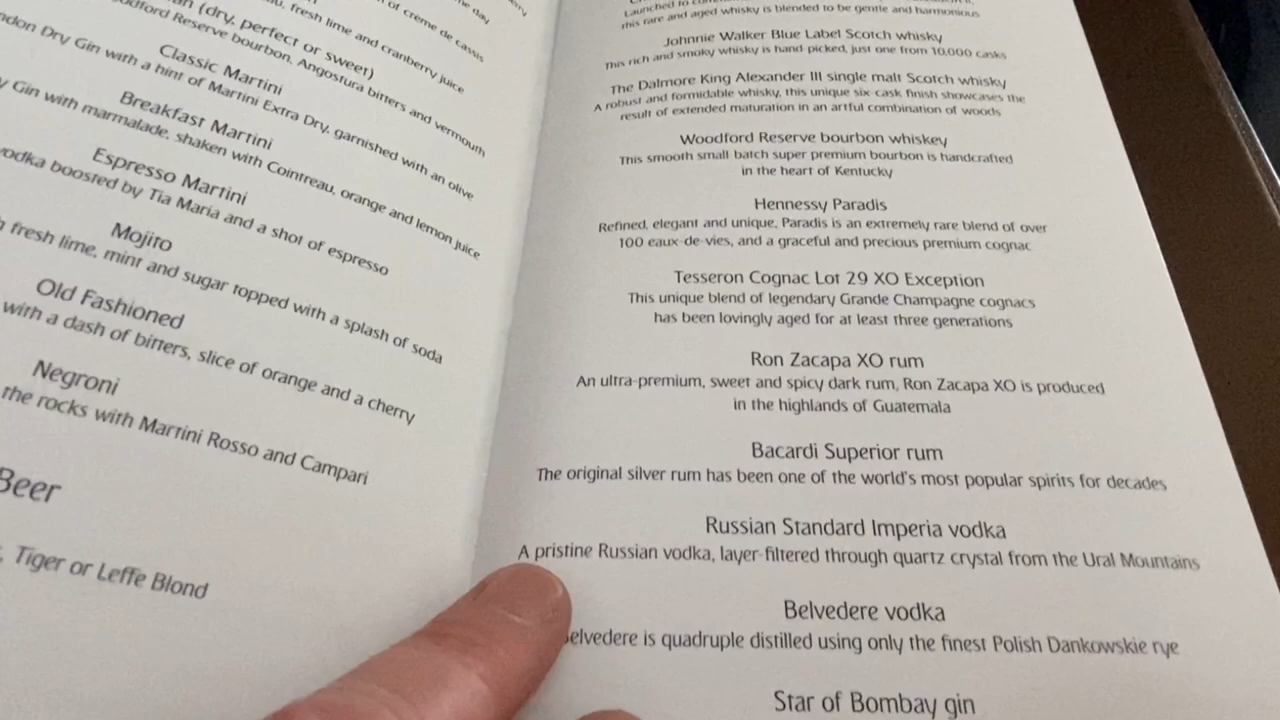 of creme de cassis
fresh lime and cranberry juice
(dry, perfect or sweet)
Reserve bourbon, Angostura bitters and vermouth
Classic Martini
Dry Gin with a hint of Martini Extra Dry, garnished with an olive
Breakfast Martini
Gin with marmalade, shaken with Cointreau, orange and lemon juice
Espresso Martini
vodka boosted by Tia Maria and a shot of espresso
Mojito
fresh lime, mint and sugar topped with a splash of soda
Old Fashioned
with a dash of bitters, slice of orange and a cherry
Negroni
the rocks with Martini Rosso and Campari
Beer
Tiger or Leffe Blond
this rare and aged whisky is blended to be gentle and harmonious
Johnnie Walker Blue Label Scotch whisky
This rich and smoky whisky is hand-picked, just one from 10,000 casks
The Dalmore King Alexander III single malt Scotch whisky
A robust and formidable whisky, this unique six-cask finish showcases the
result of extended maturation in an artful combination of woods
Woodford Reserve bourbon whiskey
This smooth small batch super premium bourbon is handcrafted
in the heart of Kentucky
Hennessy Paradis
Refined, elegant and unique, Paradis is an extremely rare blend of over
100 eaux-de-vies, and a graceful and precious premium cognac
Tesseron Cognac Lot 29 XO Exception
This unique blend of legendary Grande Champagne cognacs
has been lovingly aged for at least three generations
Ron Zacapa XO rum
An ultra-premium, sweet and spicy dark rum, Ron Zacapa XO is produced
in the highlands of Guatemala
Bacardi Superior rum
The original silver rum has been one of the world's most popular spirits for decades
Russian Standard Imperia vodka
A pristine Russian vodka, layer-filtered through quartz crystal from the Ural Mountains
Belvedere vodka
Belvedere is quadruple distilled using only the finest Polish Dankowskie rye
Star of Bombay gin